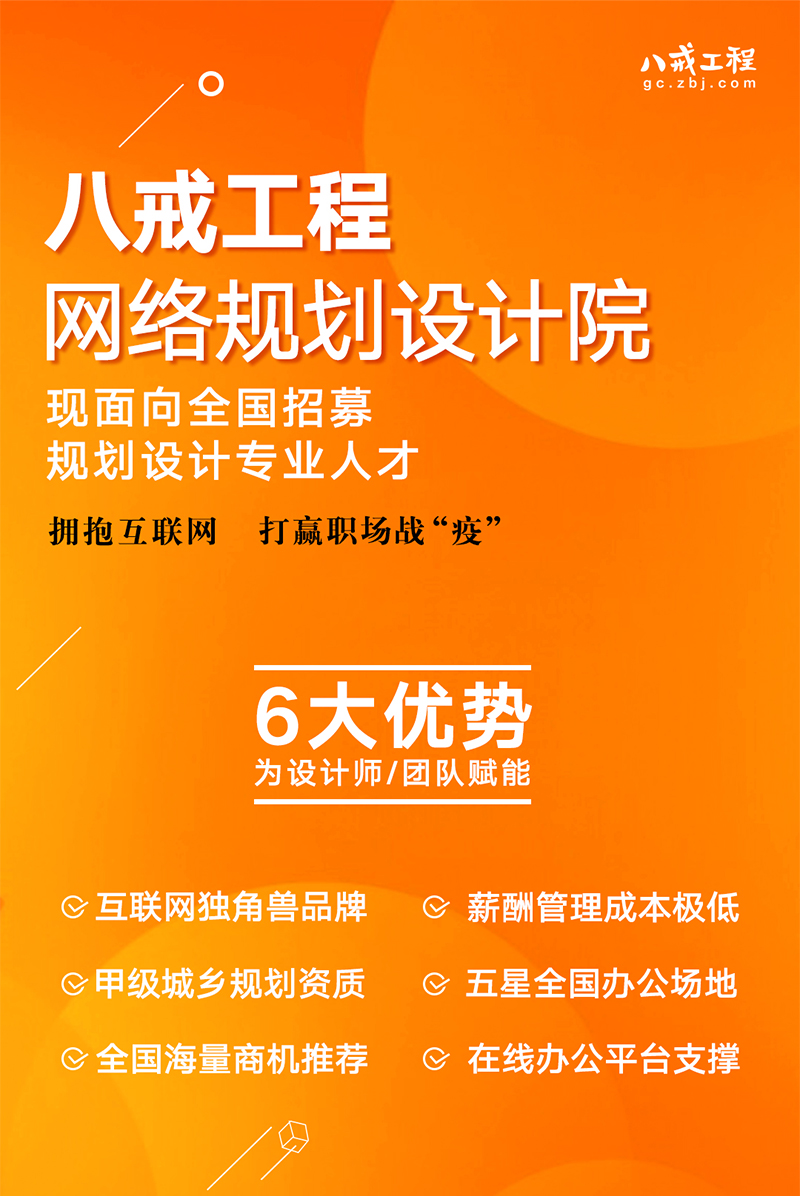 八戒工程
gc.zbj.com
八戒工程
网络规划设计院
现面向全国招募
规划设计专业人才
拥抱互联网 打赢职场战“疫”
6大优势
为设计师/团队赋能
互联网独角兽品牌
薪酬管理成本极低
甲级城乡规划资质
五星全国办公场地
全国海量商机推荐
在线办公平台支撑